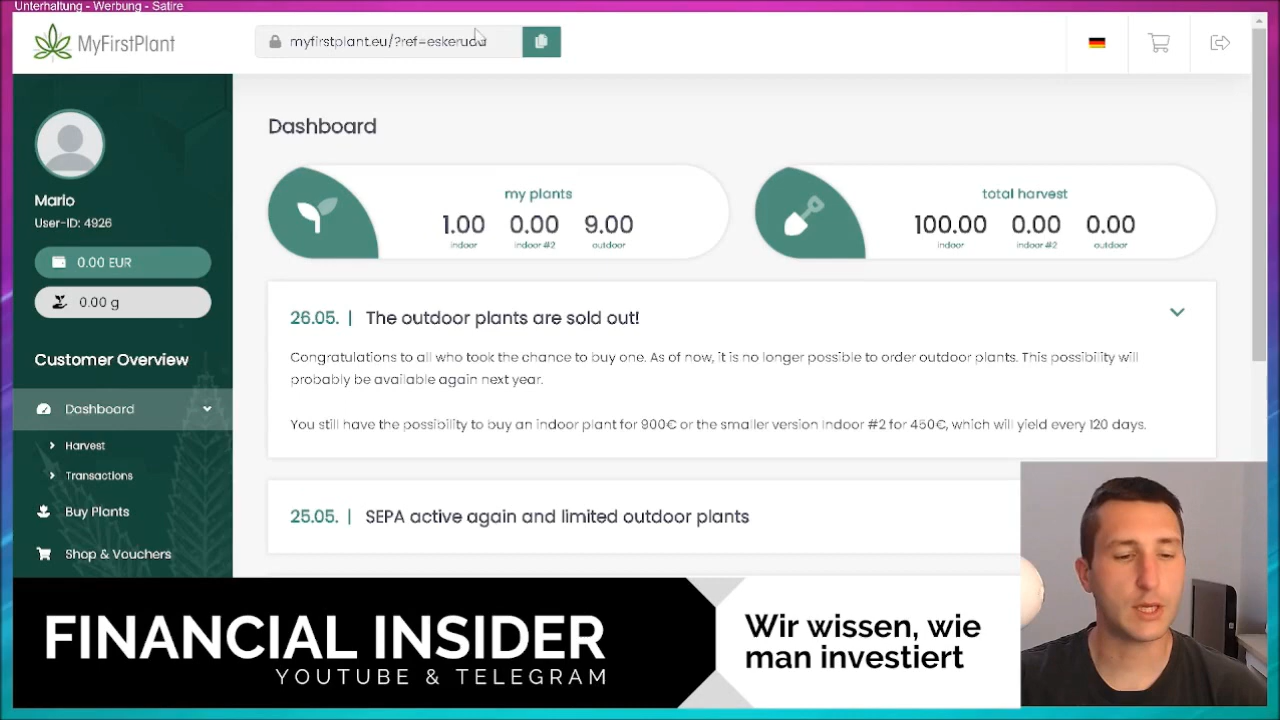 Unterhaltung - Werbung - Satire
MyFirstPlant
myfirstplant.eu/?ref=eskeruda
Mario
User-ID: 4926
0.00 EUR
0.00 g
Customer Overview
Dashboard
Harvest
Transactions
Buy Plants
Shop & Vouchers
Dashboard
my plants
1.00 0.00 9.00
indoor indoor #2 outdoor
total harvest
100.00 0.00 0.00
indoor indoor #2 outdoor
26.05. | The outdoor plants are sold out!
Congratulations to all who took the chance to buy one. As of now, it is no longer possible to order outdoor plants. This possibility will
probably be available again next year.
You still have the possibility to buy an indoor plant for 900€ or the smaller version Indoor #2 for 450€, which will yield every 120 days.
25.05. | SEPA active again and limited outdoor plants
FINANCIAL INSIDER
YOUTUBE & TELEGRAM
Wir wissen, wie
man investiert